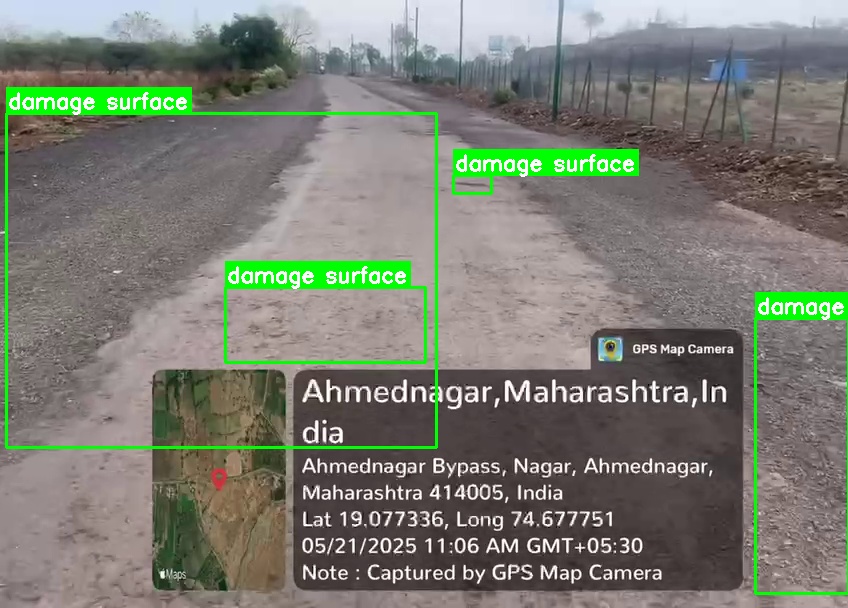 damage surface
damage surface
damage surface
damage
GPS Map Camera
Ahmednagar,Maharashtra,In
dia
Ahmednagar Bypass, Nagar, Ahmednagar,
Maharashtra 414005, India
Lat 19.077336, Long 74.677751
05/21/2025 11:06 AM GMT+05:30
Note : Captured by GPS Map Camera
Maps